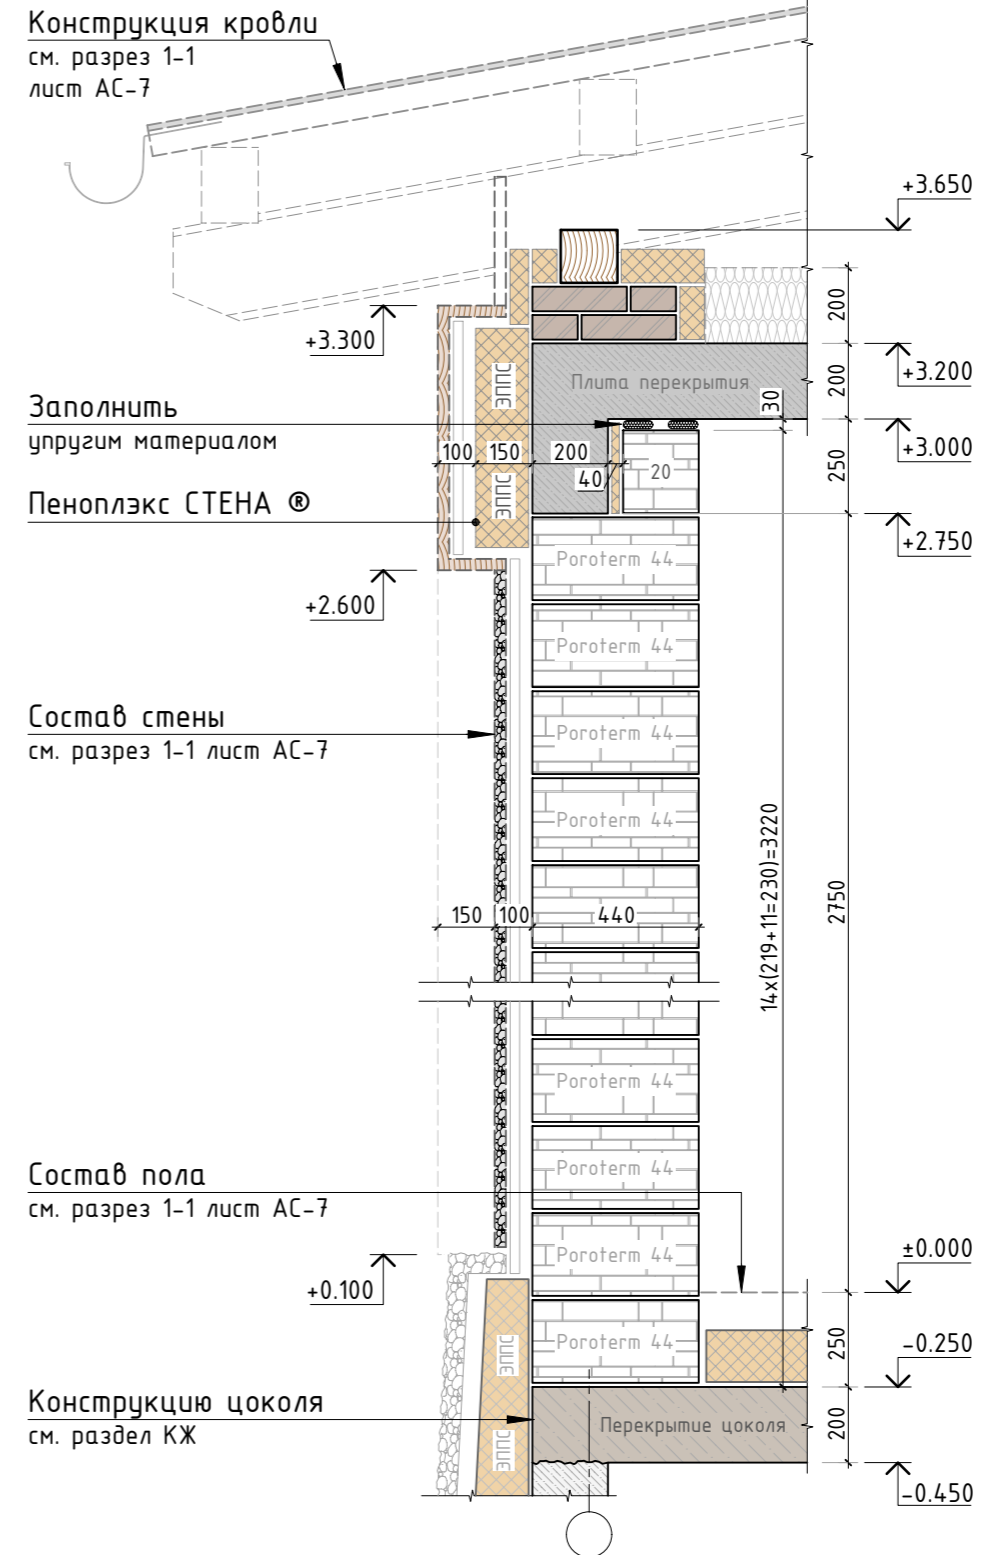 Конструкция кровли
см. разрез 1-1
лист АС-7
+3.650
200
+3.300
+3.200
Плита перекрытия
200
30
Заполнить
упругим материалом
ЭППС
+3.000
100 150 200
40
20
250
Пеноплэкс СТЕНА ®
ЭППС
+2.750
Poroterm 44
+2.600
Poroterm 44
Состав стены
см. разрез 1-1 лист АС-7
Poroterm 44
Poroterm 44
14х(219+11=230)=3220
2750
150 100 440
Poroterm 44
Состав пола
см. разрез 1-1 лист АС-7
Poroterm 44
±0.000
Poroterm 44
+0.100
ЭППС
Poroterm 44
250
-0.250
Конструкцию цоколя
см. раздел КЖ
Перекрытие цоколя
200
ЭППС
-0.450